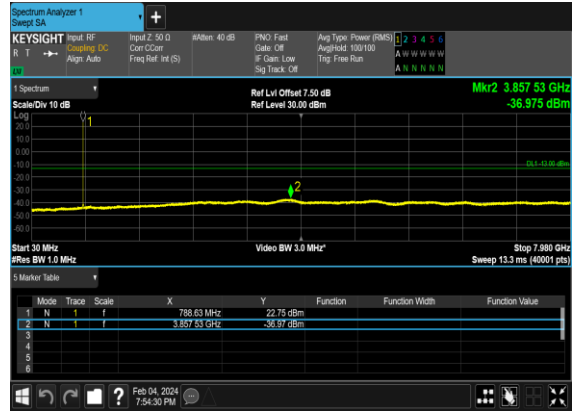 Spectrum Analyzer 1
Swept SA
+
KEYSIGHT
R T
Input: RF
Coupling: DC
Align: Auto
Input Z: 50 Ω
Corr CCorr
Freq Ref: Int (S)
#Atten: 40 dB
PNO: Fast
Gate: Off
IF Gain: Low
Sig Track: Off
Avg Type: Power (RMS)
Avg|Hold: 100/100
Trig: Free Run
1 2 3 4 5 6
A W W W W W
A N N N N N
1 Spectrum
Scale/Div 10 dB
Ref Lvl Offset 7.50 dB
Ref Level 30.00 dBm
Mkr2 3.857 53 GHz
-36.975 dBm
Log
20.0
10.0
0.00
-10.0
-20.0
-30.0
-40.0
-50.0
-60.0
1
2
DL1 -13.00 dBm
Start 30 MHz
#Res BW 1.0 MHz
Video BW 3.0 MHz*
Stop 7.980 GHz
Sweep 13.3 ms (40001 pts)
5 Marker Table
Mode Trace Scale X Y Function Function Width Function Value
1 N 1 f 788.63 MHz 22.75 dBm
2 N 1 f 3.857 53 GHz -36.97 dBm
3
4
5
6
?
Feb 04, 2024
7:54:30 PM